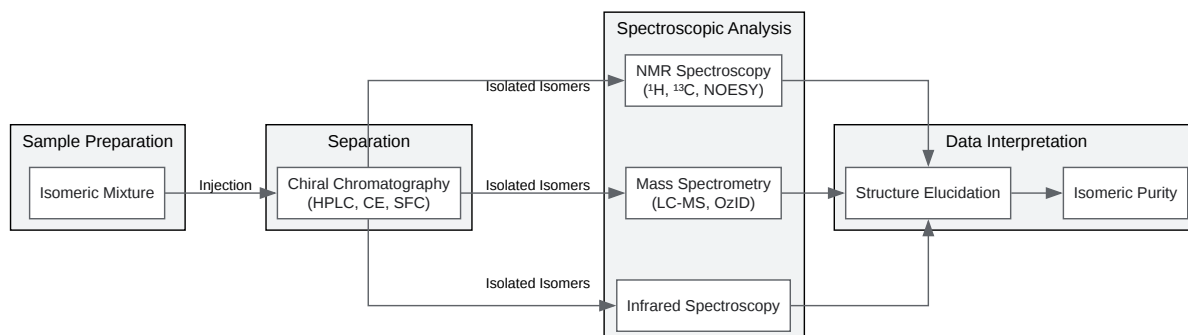 Spectroscopic Analysis
NMR Spectroscopy
(¹H, ¹³C, NOESY)
Isolated Isomers
Sample Preparation
Separation
Data Interpretation
Isomeric Mixture
Injection
Chiral Chromatography
(HPLC, CE, SFC)
Isolated Isomers
Mass Spectrometry
(LC-MS, OzID)
Structure Elucidation
Isomeric Purity
Isolated Isomers
Infrared Spectroscopy